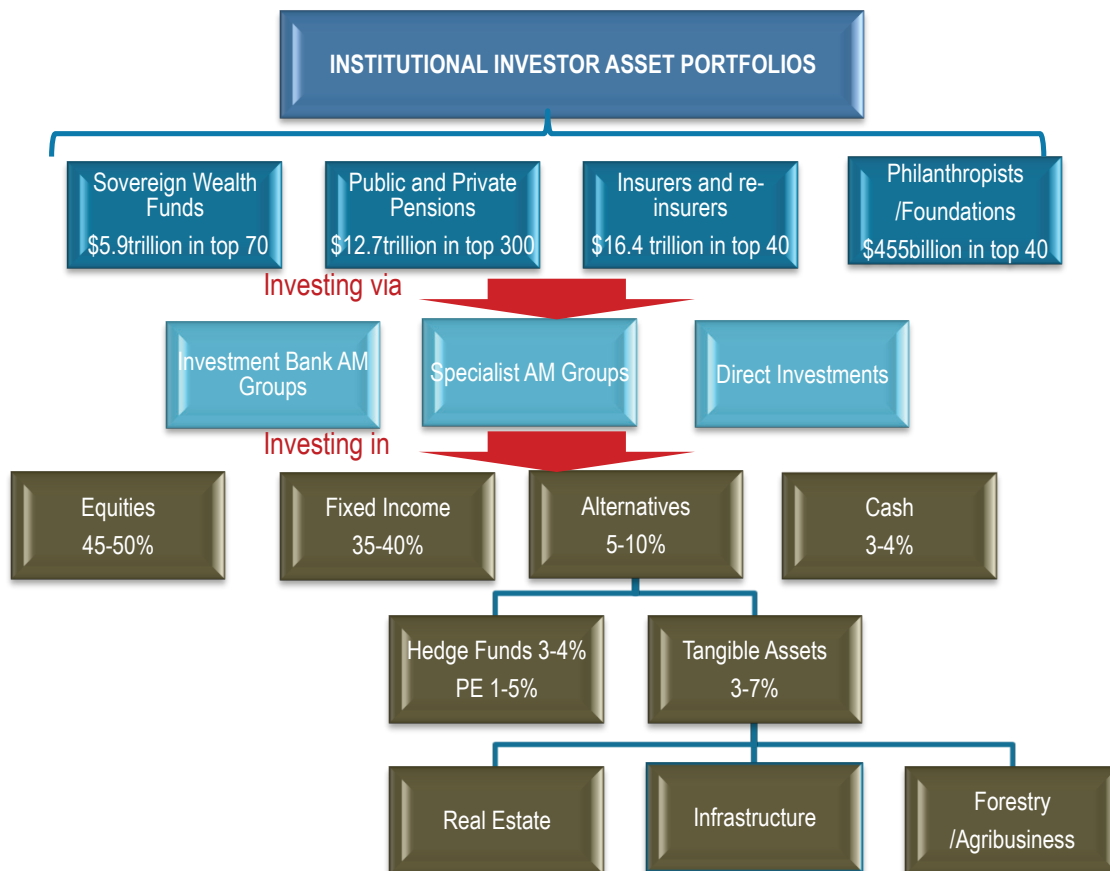 INSTITUTIONAL INVESTOR ASSET PORTFOLIOS
Sovereign Wealth
Funds
$5.9trillion in top 70
Public and Private
Pensions
$12.7trillion in top 300
Insurers and re-
insurers
$16.4 trillion in top 40
Philanthropists
/Foundations
$455billion in top 40
Investing via
Investment Bank AM
Groups
Specialist AM Groups
Direct Investments
Investing in
Equities
45-50%
Fixed Income
35-40%
Alternatives
5-10%
Cash
3-4%
Hedge Funds 3-4%
PE 1-5%
Tangible Assets
3-7%
Real Estate
Infrastructure
Forestry
/Agribusiness